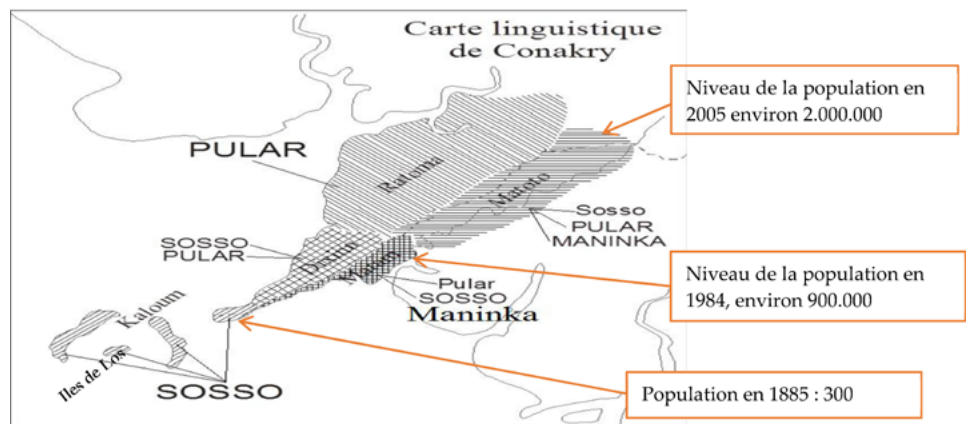 Carte linguistique
de Conakry
Niveau de la population en
2005 environ 2.000.000
PULAR
Ratoma
Matoto
Sosso
PULAR
MANINKA
SOSSO
PULAR
Dixinn
Matam
Pular
SOSSO
Maninka
Niveau de la population en
1984, environ 900.000
Kaloum
Iles de Los
SOSSO
Population en 1885 : 300